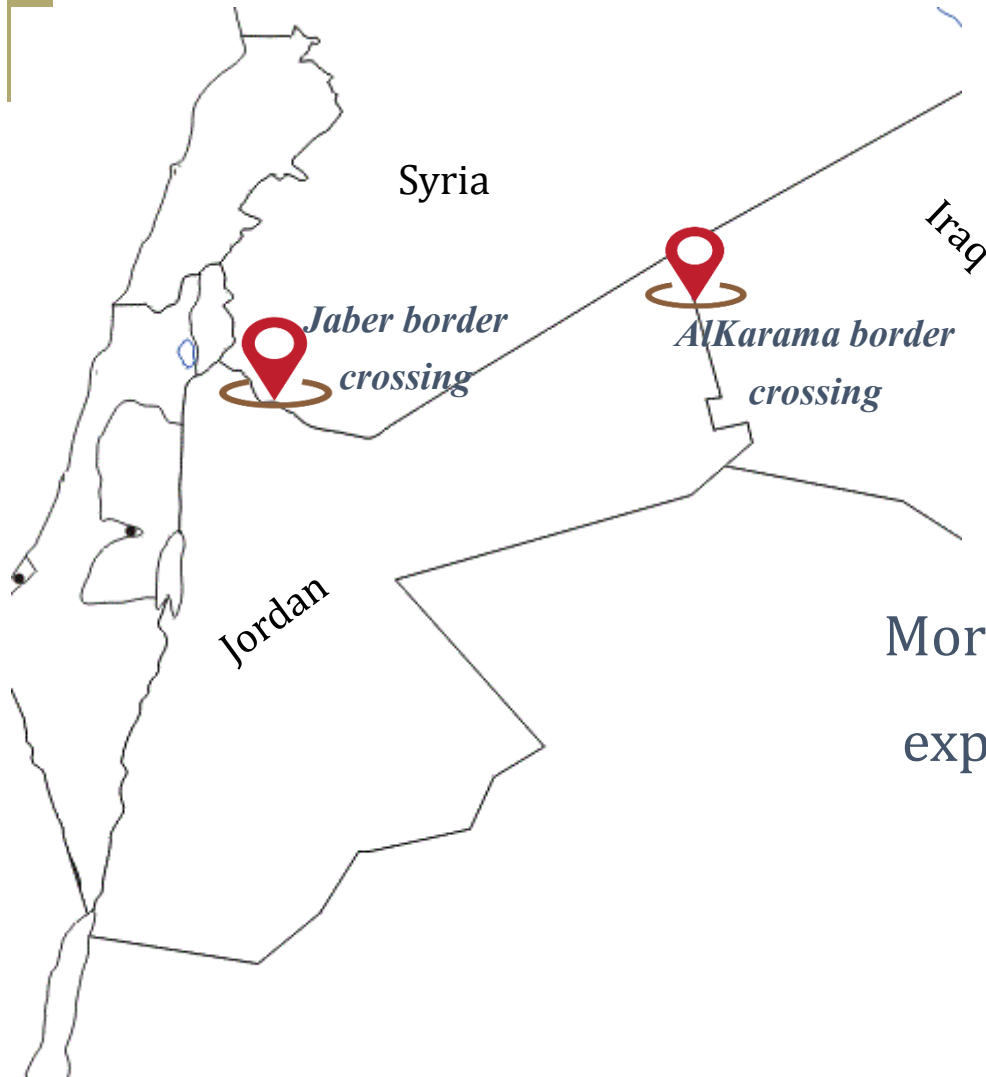 Syria
Iraq
Jaber border
crossing
AlKarama border
crossing
Jordan
Mor
exp